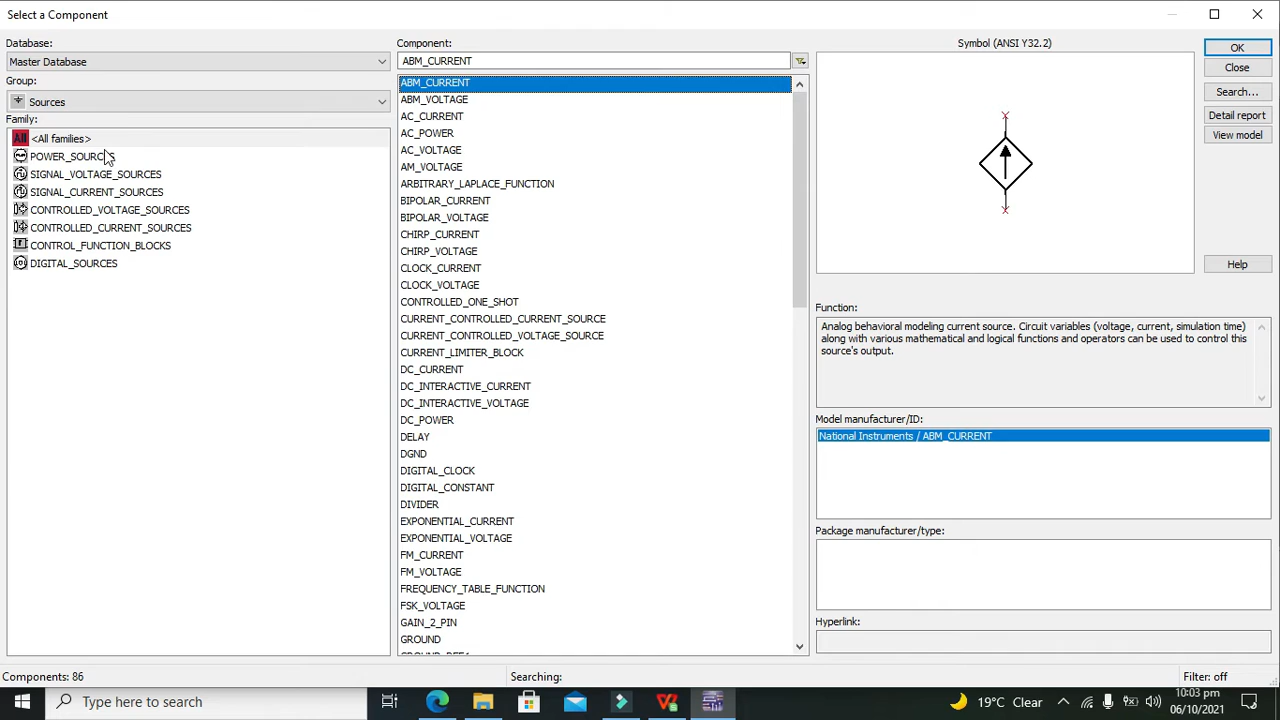 Select a Component
Database:
Master Database
Group:
Sources
Family:
All <All families>
POWER_SOURCES
SIGNAL_VOLTAGE_SOURCES
SIGNAL_CURRENT_SOURCES
CONTROLLED_VOLTAGE_SOURCES
CONTROLLED_CURRENT_SOURCES
CONTROL_FUNCTION_BLOCKS
DIGITAL_SOURCES
Component:
ABM_CURRENT
ABM_CURRENT
ABM_VOLTAGE
AC_CURRENT
AC_POWER
AC_VOLTAGE
AM_VOLTAGE
ARBITRARY_LAPLACE_FUNCTION
BIPOLAR_CURRENT
BIPOLAR_VOLTAGE
CHIRP_CURRENT
CHIRP_VOLTAGE
CLOCK_CURRENT
CLOCK_VOLTAGE
CONTROLLED_ONE_SHOT
CURRENT_CONTROLLED_CURRENT_SOURCE
CURRENT_CONTROLLED_VOLTAGE_SOURCE
CURRENT_LIMITER_BLOCK
DC_CURRENT
DC_INTERACTIVE_CURRENT
DC_INTERACTIVE_VOLTAGE
DC_POWER
DELAY
DGND
DIGITAL_CLOCK
DIGITAL_CONSTANT
DIVIDER
EXPONENTIAL_CURRENT
EXPONENTIAL_VOLTAGE
FM_CURRENT
FM_VOLTAGE
FREQUENCY_TABLE_FUNCTION
FSK_VOLTAGE
GAIN_2_PIN
GROUND
Symbol (ANSI Y32.2)
OK
Close
Search...
Detail report
View model
Help
Function:
Analog behavioral modeling current source. Circuit variables (voltage, current, simulation time)
along with various mathematical and logical functions and operators can be used to control this
source's output.
Model manufacturer/ID:
National Instruments / ABM_CURRENT
Package manufacturer/type:
Hyperlink:
Components: 86
Searching:
Filter: off
Type here to search
19°C Clear
10:03 pm
06/10/2021